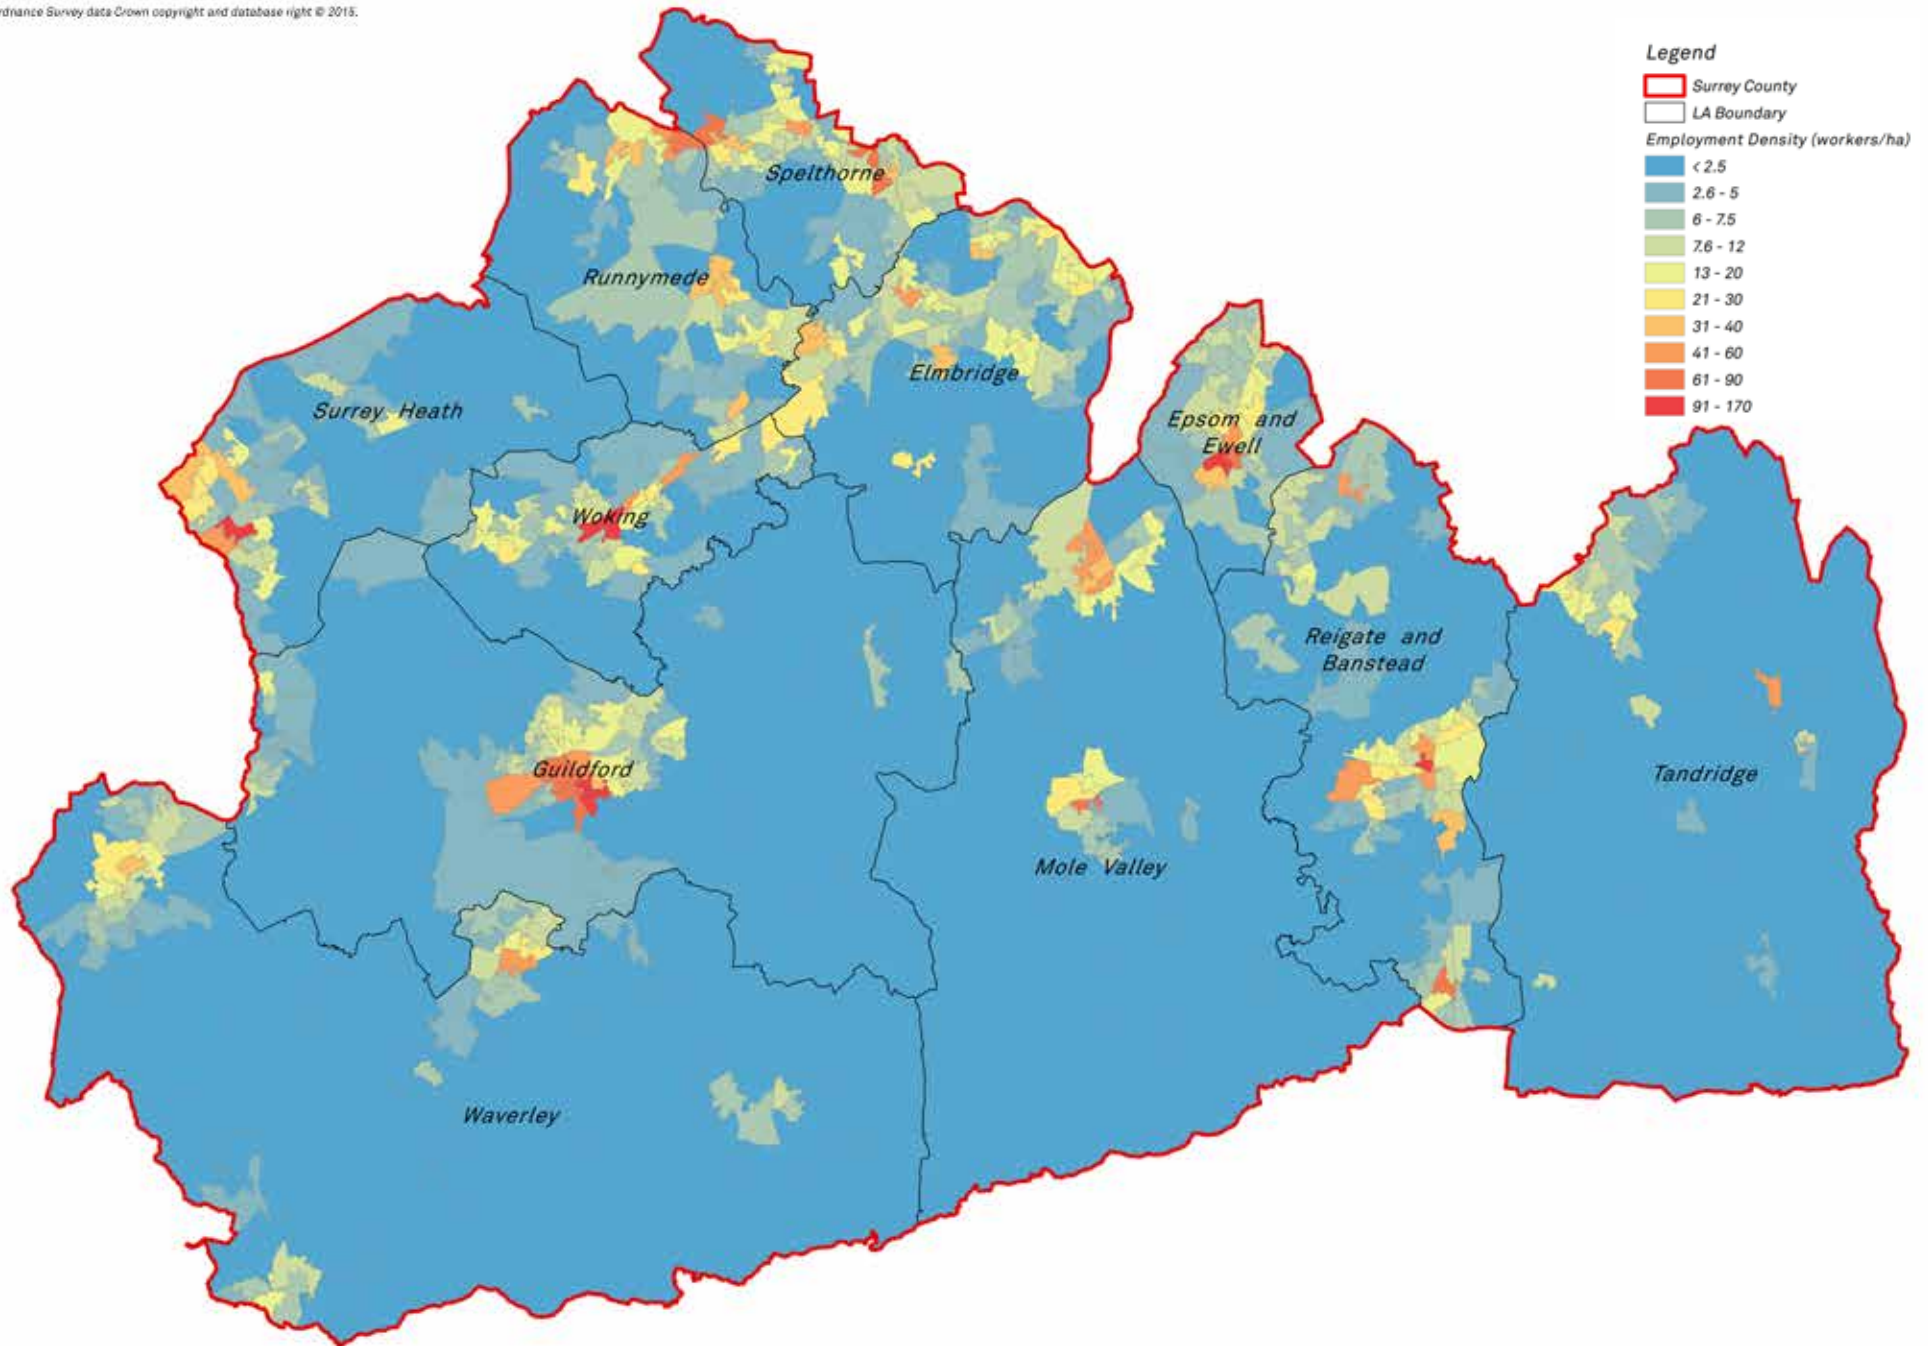 rdnance Survey data Crown copyright and database right © 2015.
Legend
Surrey County
LA Boundary
Employment Density (workers/ha)
< 2.5
2.6 - 5
6 - 7.5
7.6 - 12
13 - 20
21 - 30
31 - 40
41 - 60
61 - 90
91 - 170
Spelthorne
Runnymede
Elmbridge
Surrey Heath
Epsom and
Ewell
Woking
Reigate and
Banstead
Guildford
Tandridge
Mole Valley
Waverley